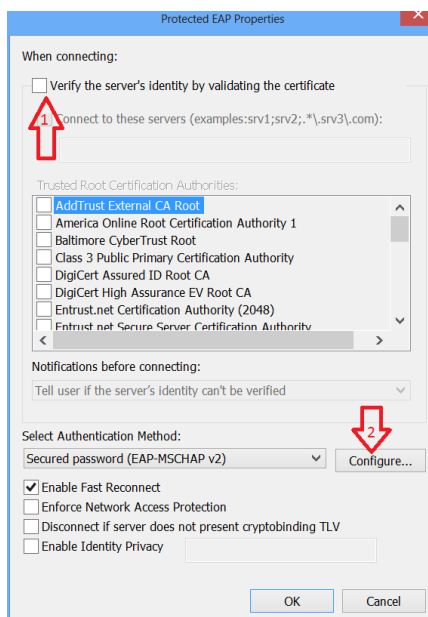 Protected EAP Properties
When connecting:
Verify the server's identity by validating the certificate
1
Connect to these servers (examples:srv1;srv2;.*\.srv3\.com):
Trusted Root Certification Authorities:
AddTrust External CA Root
America Online Root Certification Authority 1
Baltimore CyberTrust Root
Class 3 Public Primary Certification Authority
DigiCert Assured ID Root CA
DigiCert High Assurance EV Root CA
Entrust.net Certification Authority (2048)
Entrust.net Secure Server Certification Authority
Notifications before connecting:
Tell user if the server's identity can't be verified
2
Select Authentication Method:
Secured password (EAP-MSCHAP v2)
Configure...
Enable Fast Reconnect
Enforce Network Access Protection
Disconnect if server does not present cryptobinding TLV
Enable Identity Privacy
OK
Cancel